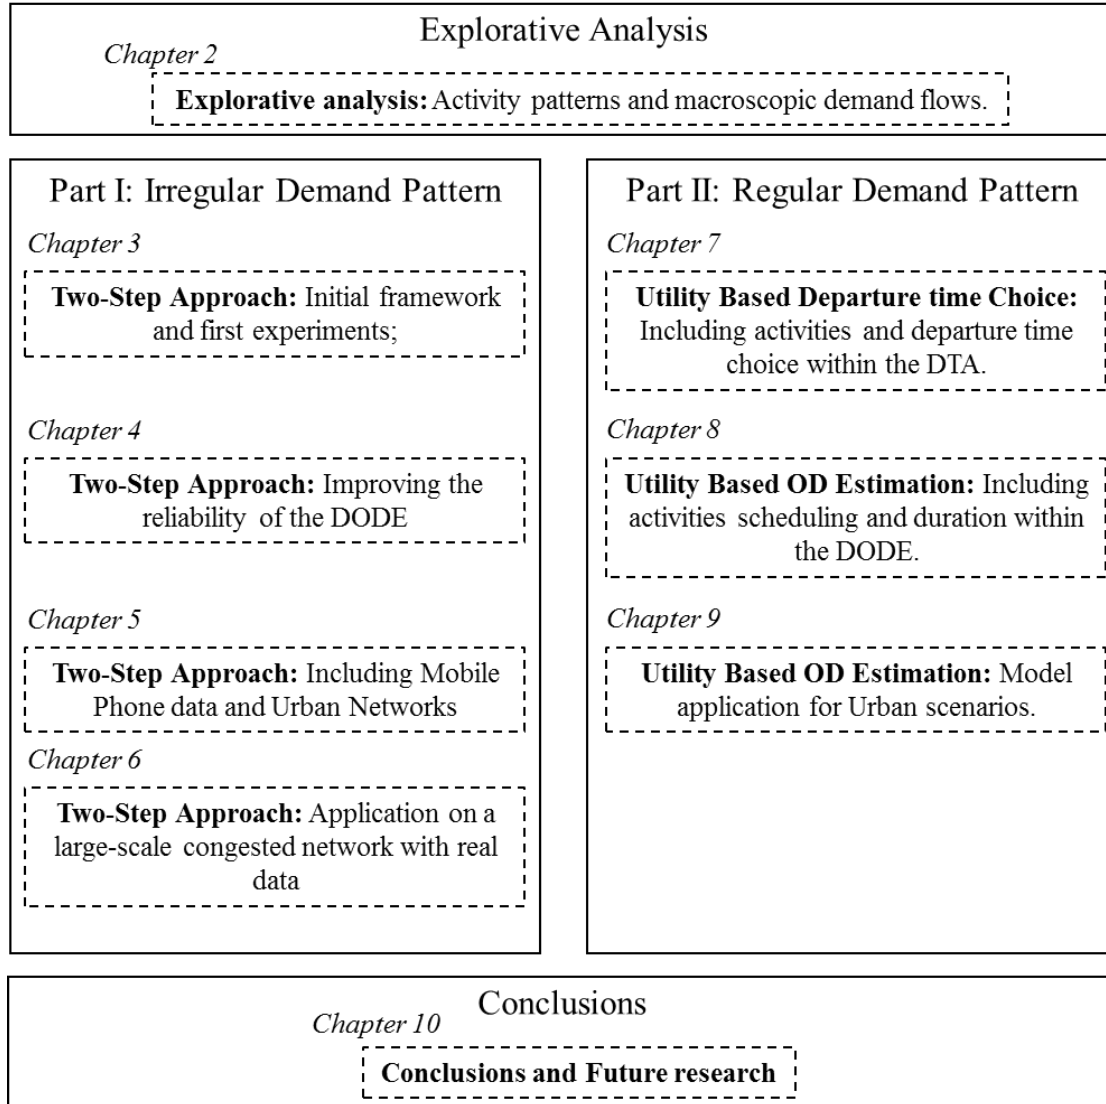 Explorative Analysis
Chapter 2
Explorative analysis: Activity patterns and macroscopic demand flows.
Part I: Irregular Demand Pattern
Chapter 3
Two-Step Approach: Initial framework
and first experiments;
Chapter 4
Two-Step Approach: Improving the
reliability of the DODE
Chapter 5
Two-Step Approach: Including Mobile
Phone data and Urban Networks
Chapter 6
Two-Step Approach: Application on a
large-scale congested network with real
data
Part II: Regular Demand Pattern
Chapter 7
Utility Based Departure time Choice:
Including activities and departure time
choice within the DTA.
Chapter 8
Utility Based OD Estimation: Including
activities scheduling and duration within
the DODE.
Chapter 9
Utility Based OD Estimation: Model
application for Urban scenarios.
Conclusions
Chapter 10
Conclusions and Future research